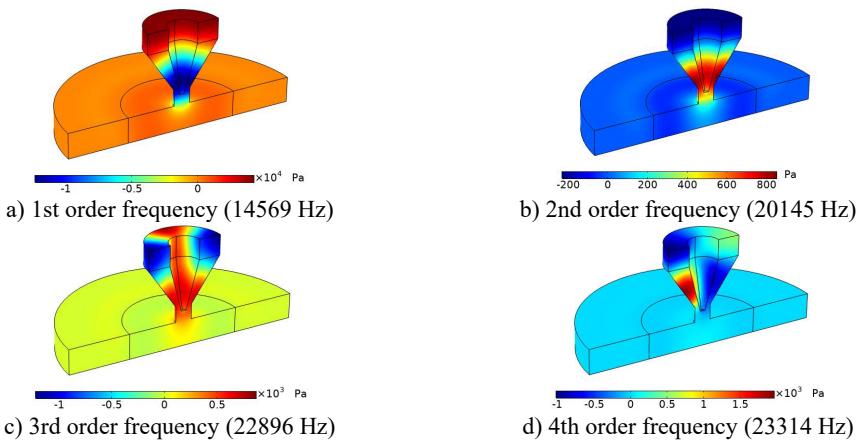 ×10⁴ Pa
-1 -0.5 0
Pa
-200 0 200 400 600 800
a) 1st order frequency (14569 Hz)
b) 2nd order frequency (20145 Hz)
×10³ Pa
-1 -0.5 0 0.5
×10³ Pa
-1 -0.5 0 0.5 1 1.5
c) 3rd order frequency (22896 Hz)
d) 4th order frequency (23314 Hz)